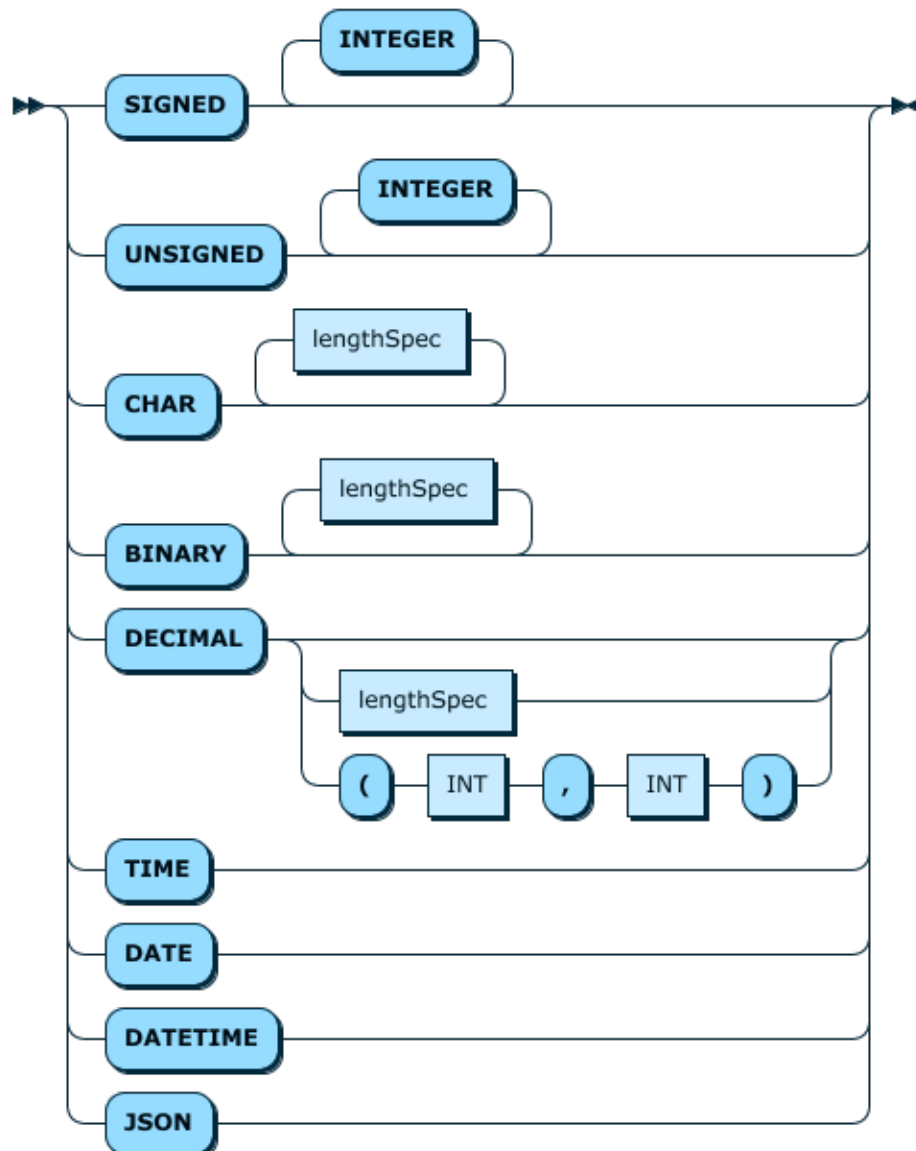 INTEGER
SIGNED
INTEGER
UNSIGNED
lengthSpec
CHAR
lengthSpec
BINARY
DECIMAL
lengthSpec
( INT , INT )
TIME
DATE
DATETIME
JSON